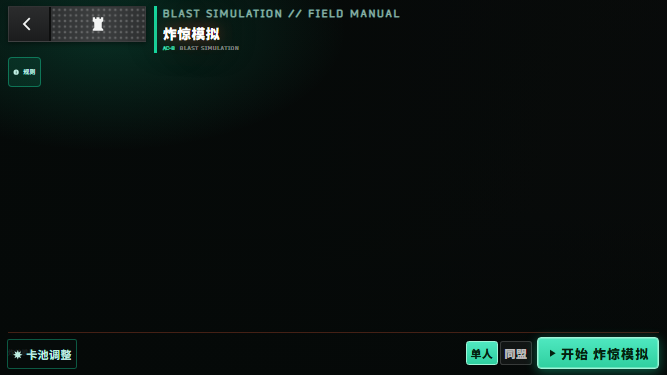 BLAST SIMULATION // FIELD MANUAL
炸惊模拟
AC-B BLAST SIMULATION
规则
卡池调整
单人
同盟
开始 炸惊模拟